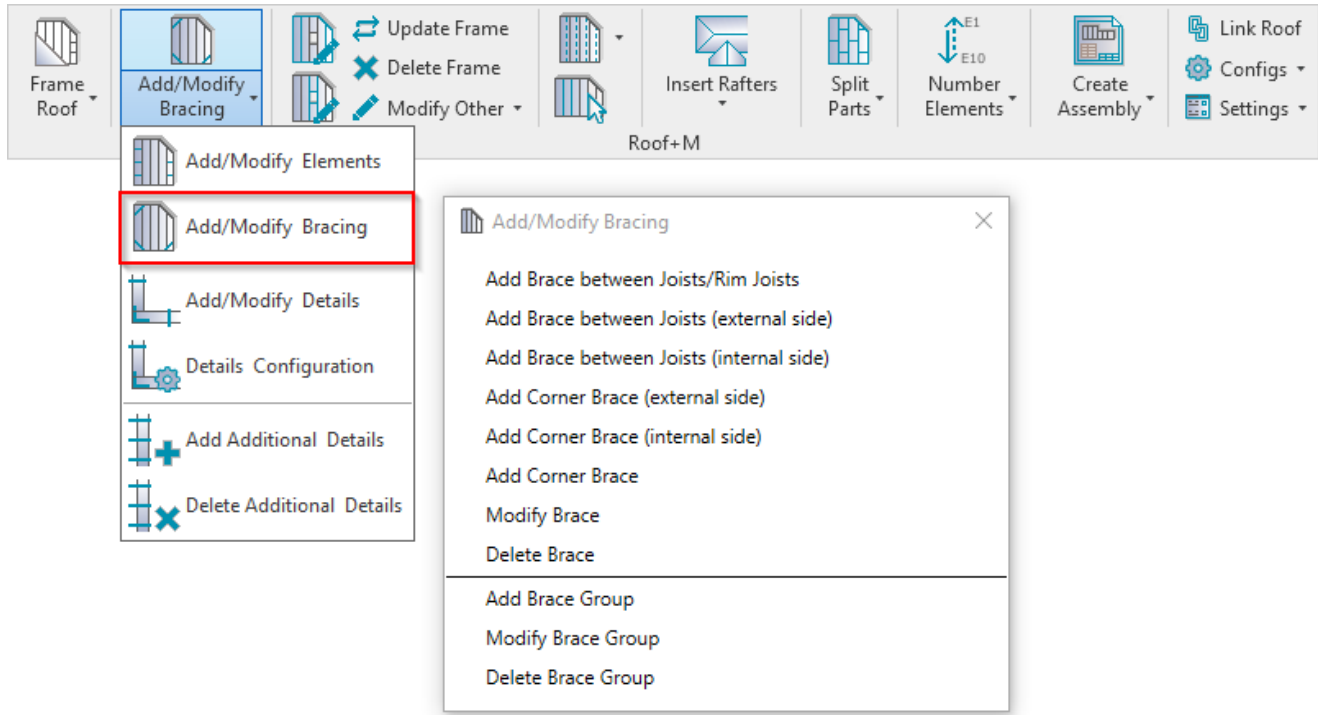 Frame
Roof
Add/Modify
Bracing
Update Frame
Delete Frame
Modify Other
Insert Rafters
Split
Parts
E1
E10
Number
Elements
Create
Assembly
Link Roof
Configs
Settings
Roof+M
Add/Modify Elements
Add/Modify Bracing
Add/Modify Details
Details Configuration
Add Additional Details
Delete Additional Details
Add/Modify Bracing
Add Brace between Joists/Rim Joists
Add Brace between Joists (external side)
Add Brace between Joists (internal side)
Add Corner Brace (external side)
Add Corner Brace (internal side)
Add Corner Brace
Modify Brace
Delete Brace
Add Brace Group
Modify Brace Group
Delete Brace Group